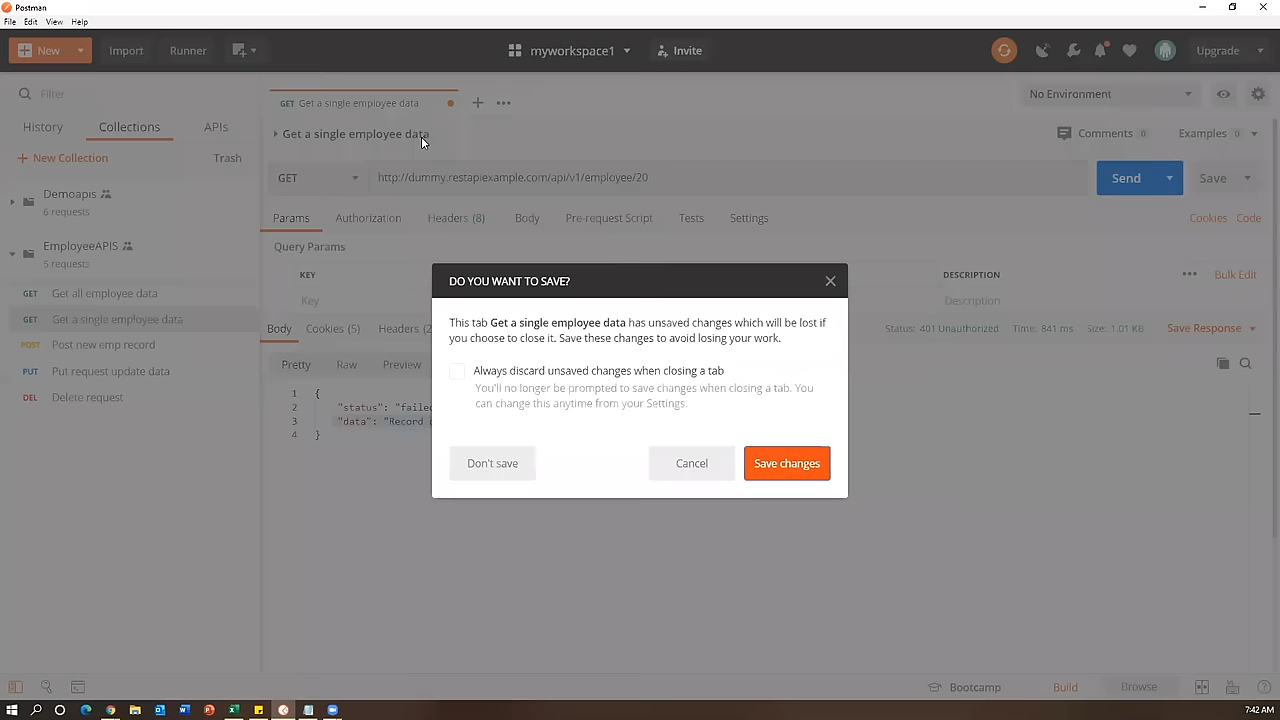 Postman
File Edit View Help
New Import Runner myworkspace1 Invite Upgrade
Filter
GET Get a single employee data
No Environment
History Collections APIs
Get a single employee data
Comments 0 Examples 0
New Collection Trash
GET http://dummy.restapiexample.com/api/v1/employee/20 Send Save
Demoapis
6 requests
Params Authorization Headers (8) Body Pre-request Script Tests Settings Cookies Code
EmployeeAPIS
5 requests
Query Params
KEY DESCRIPTION Bulk Edit
Key Description
GET Get all employee data
GET Get a single employee data
POST Post new emp record
PUT Put request update data
DEL Delete request
Body Cookies (5) Headers (2 Status: 401 Unauthorized Time: 841 ms Size: 1.01 KB Save Response
Pretty Raw Preview
1 {
2 "status": "failed
3 "data": "Record
4 }
DO YOU WANT TO SAVE?
This tab Get a single employee data has unsaved changes which will be lost if
you choose to close it. Save these changes to avoid losing your work.
Always discard unsaved changes when closing a tab
You'll no longer be prompted to save changes when closing a tab. You
can change this anytime from your Settings.
Don't save Cancel Save changes
Bootcamp Build Browse
7:42 AM